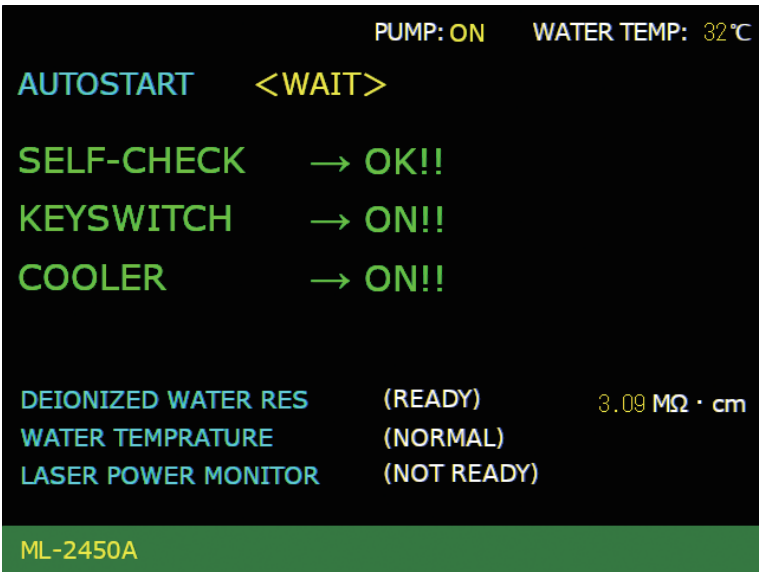 PUMP: ON WATER TEMP: 32℃
AUTOSTART <WAIT>
SELF-CHECK → OK!!
KEYSWITCH → ON!!
COOLER → ON!!
DEIONIZED WATER RES (READY) 3.09 MΩ・cm
WATER TEMPRATURE (NORMAL)
LASER POWER MONITOR (NOT READY)
ML-2450A